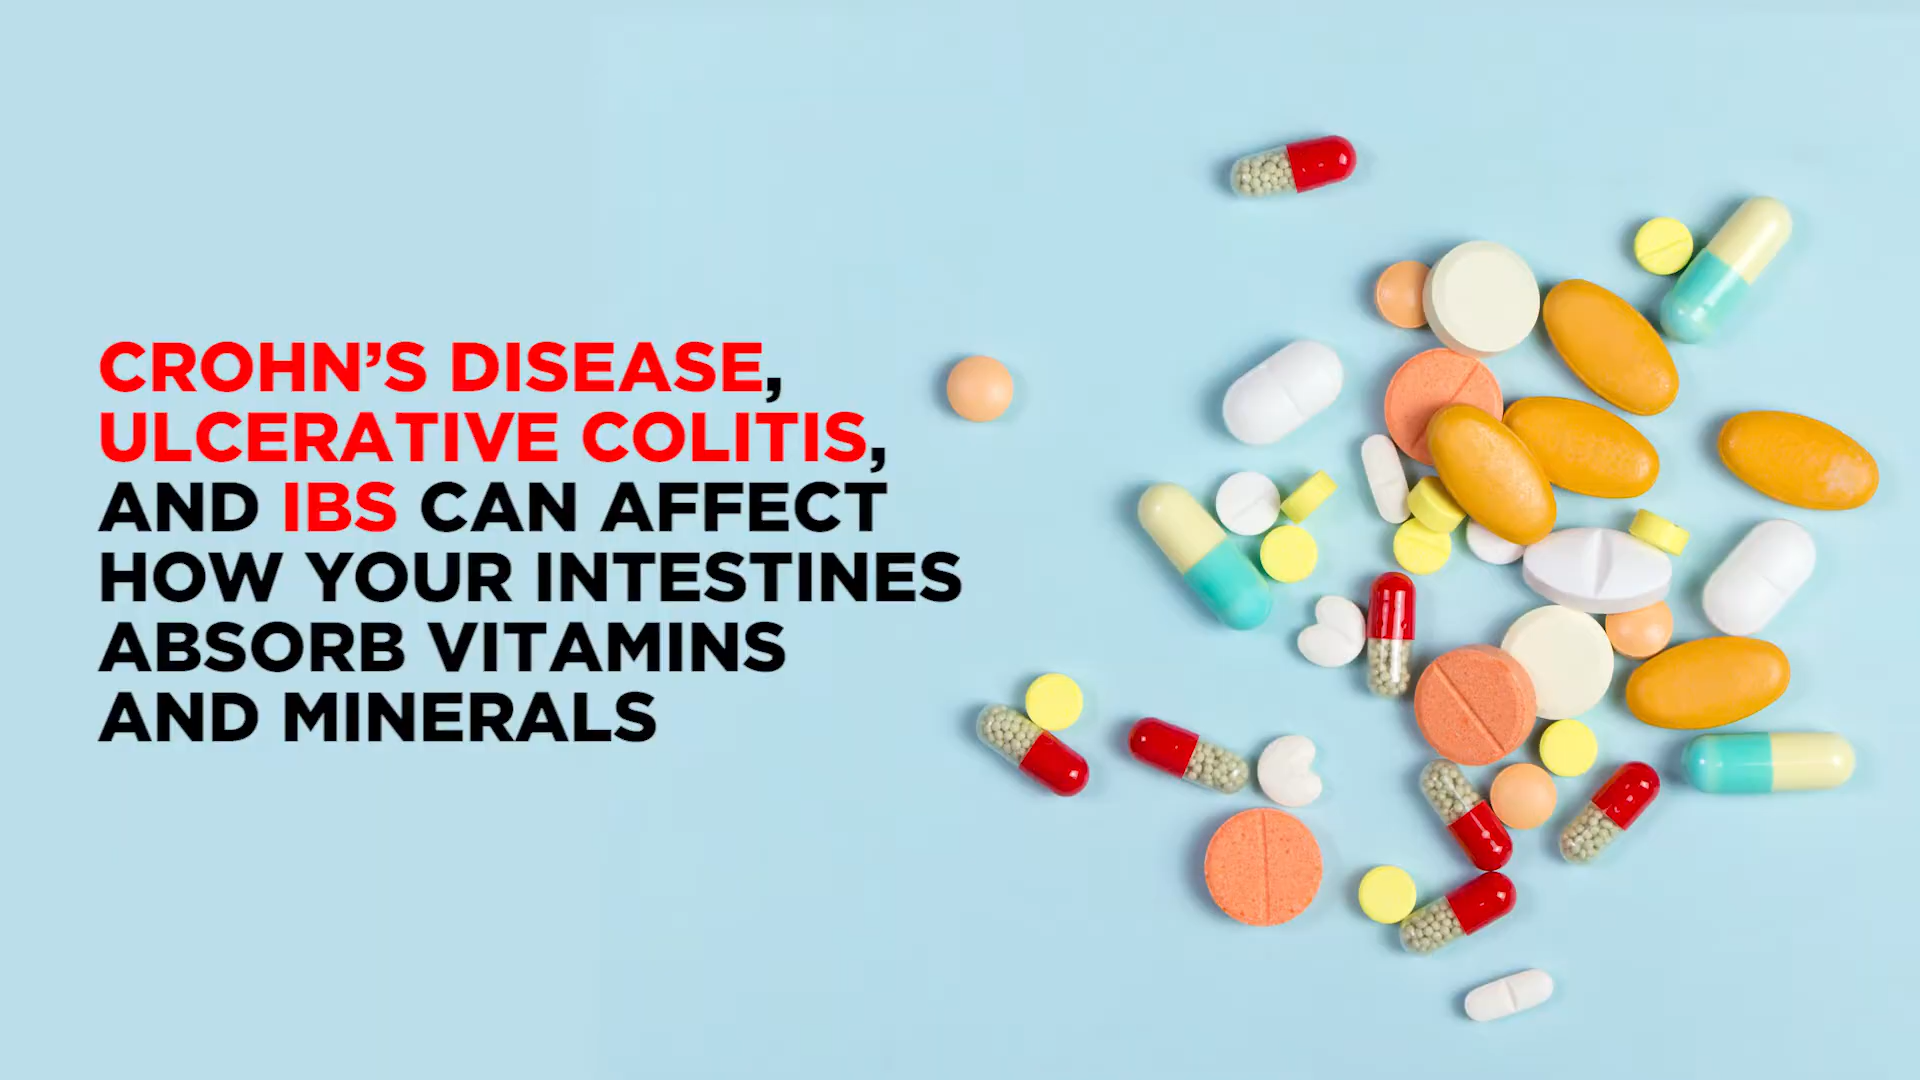 CROHN’S DISEASE,
ULCERATIVE COLITIS,
AND IBS CAN AFFECT
HOW YOUR INTESTINES
ABSORB VITAMINS
AND MINERALS